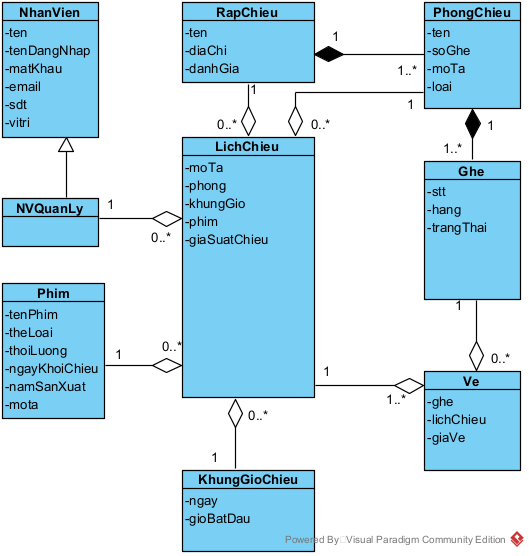 NhanVien
-ten
-tenDangNhap
-matKhau
-email
-sdt
-vitri
RapChieu
-ten
-diaChi
-danhGia
1
1..*
PhongChieu
-ten
-soGhe
-moTa
-loai
1
0..*
1
0..*
1
1..*
LichChieu
-moTa
-phong
-khungGio
-phim
-giaSuatChieu
Ghe
-stt
-hang
-trangThai
NVQuanLy
1
0..*
Phim
-tenPhim
-theLoai
-thoiLuong
-ngayKhoiChieu
-namSanXuat
-mota
1
0..*
1
0..*
1
1..*
Ve
-ghe
-lichChieu
-giaVe
0..*
1
KhungGioChieu
-ngay
-gioBatDau
Powered By Visual Paradigm Community Edition